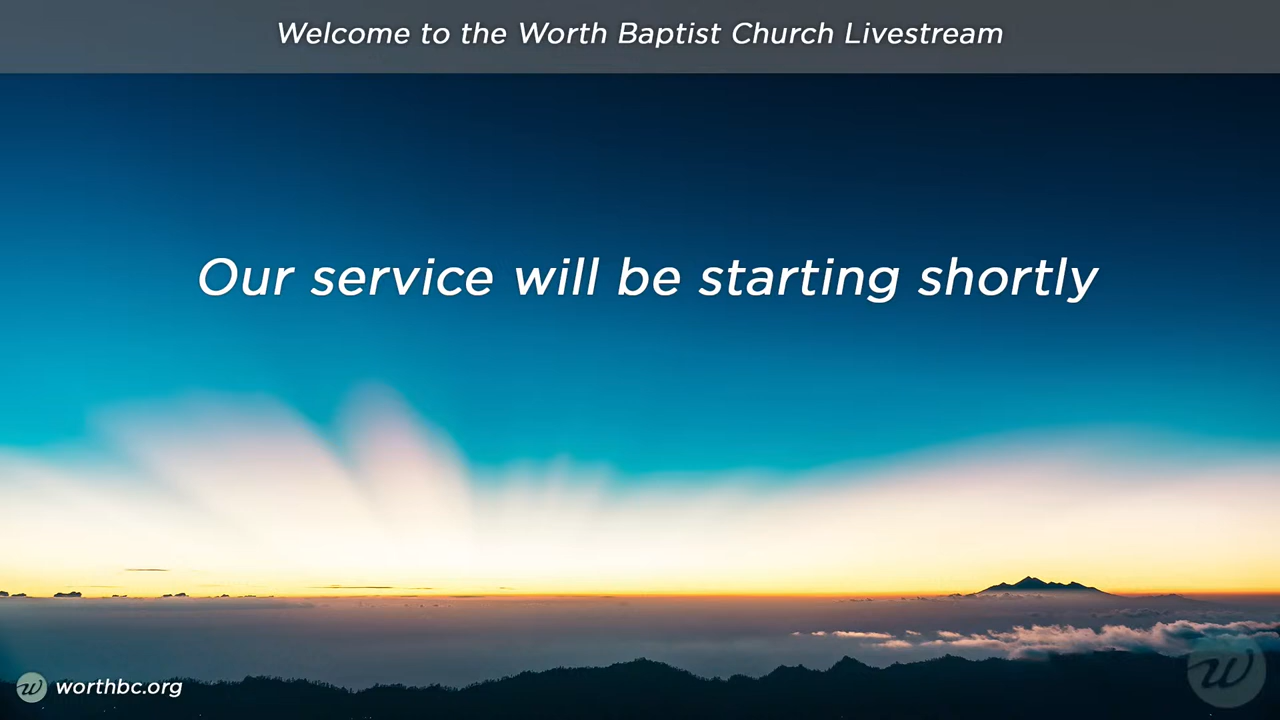 Welcome to the Worth Baptist Church Livestream
Our service will be starting shortly
w worthbc.org
w